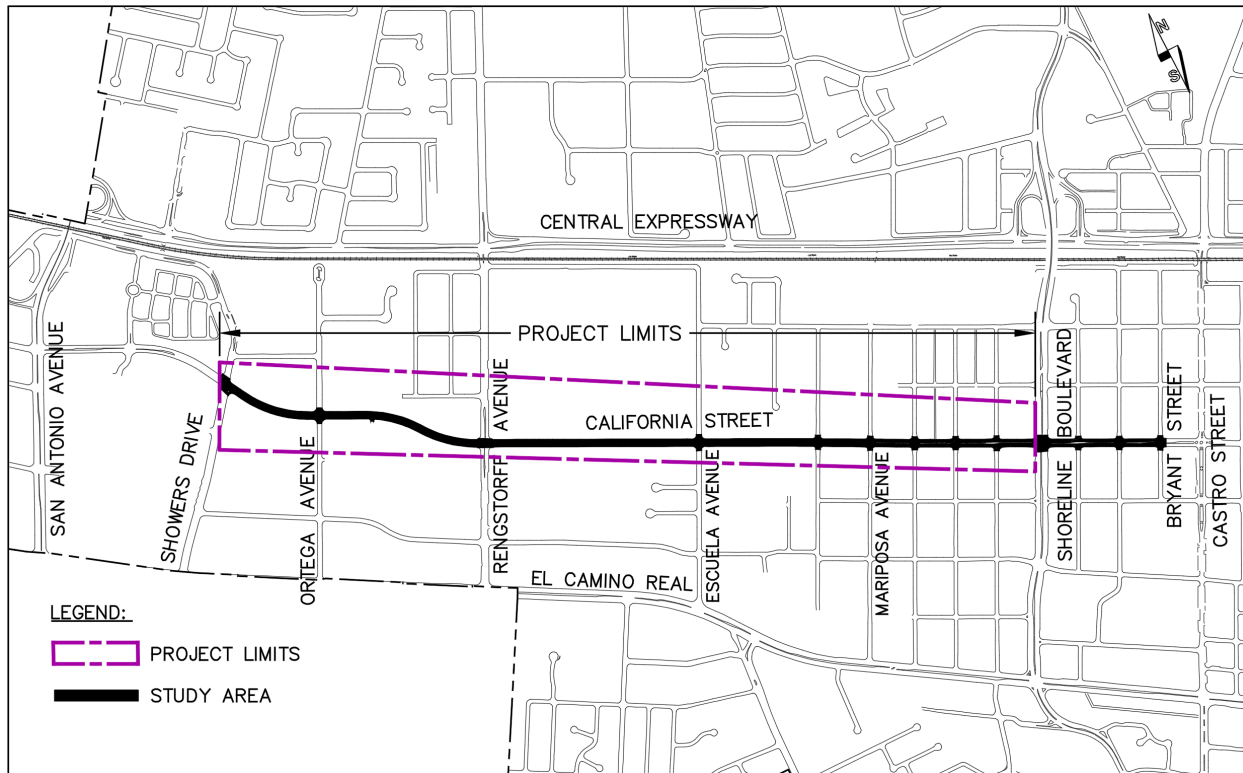 N
S
CENTRAL EXPRESSWAY
PROJECT LIMITS
SAN ANTONIO AVENUE
SHOWERS DRIVE
ORTEGA AVENUE
RENGSTORFF AVENUE
CALIFORNIA STREET
ESCUELA AVENUE
MARIPOSA AVENUE
SHORELINE BOULEVARD
BRYANT STREET
CASTRO STREET
EL CAMINO REAL
LEGEND:
PROJECT LIMITS
STUDY AREA